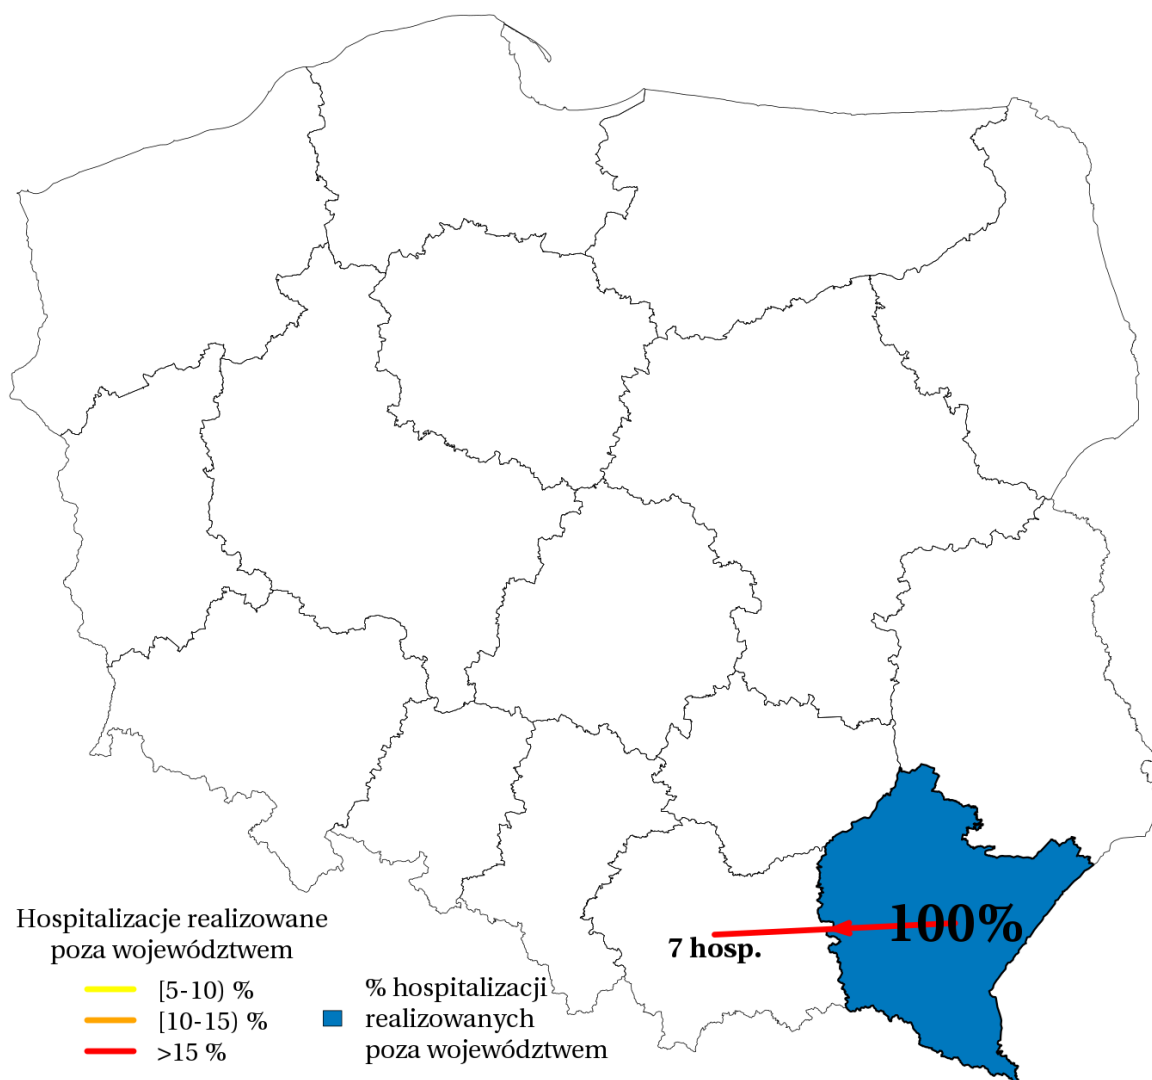 100%
7 hosp.
Hospitalizacje realizowane
poza województwem
[5-10) %
[10-15) %
>15 %
% hospitalizacji
realizowanych
poza województwem